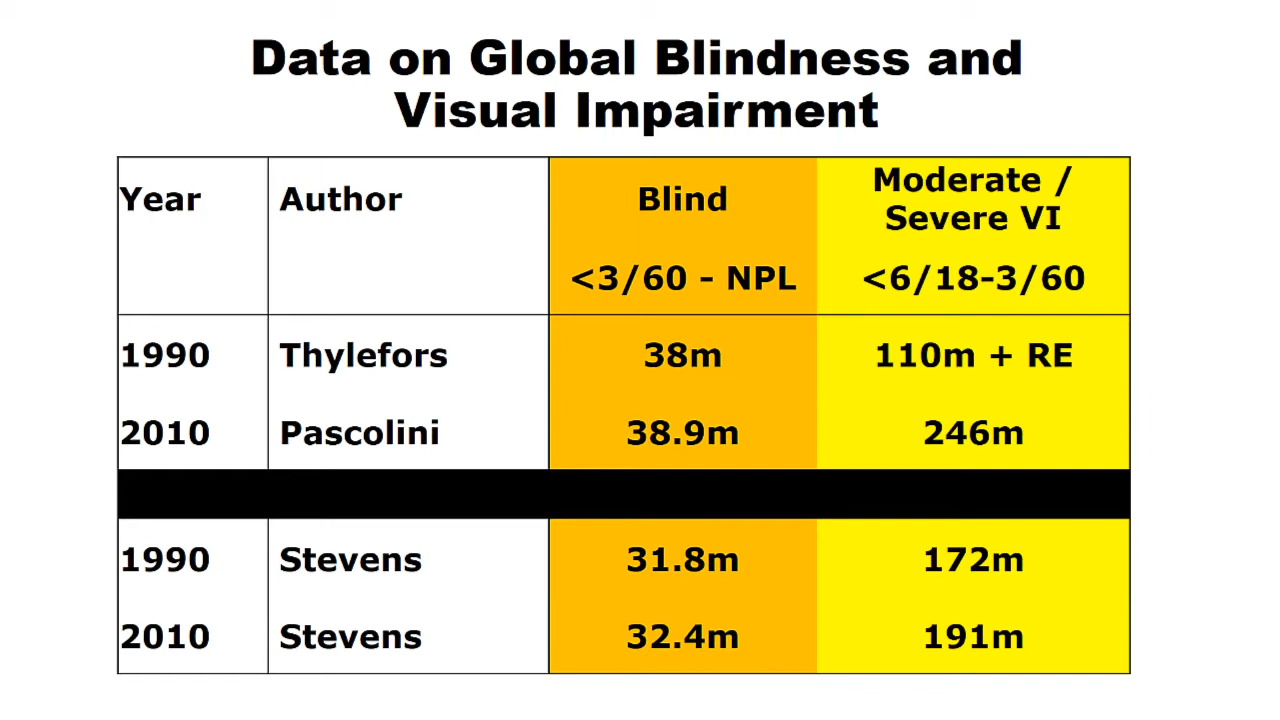 Data on Global Blindness and
Visual Impairment
Year Author Blind Moderate /
Severe VI
<3/60 - NPL <6/18-3/60
1990 Thylefors 38m 110m + RE
2010 Pascolini 38.9m 246m
1990 Stevens 31.8m 172m
2010 Stevens 32.4m 191m